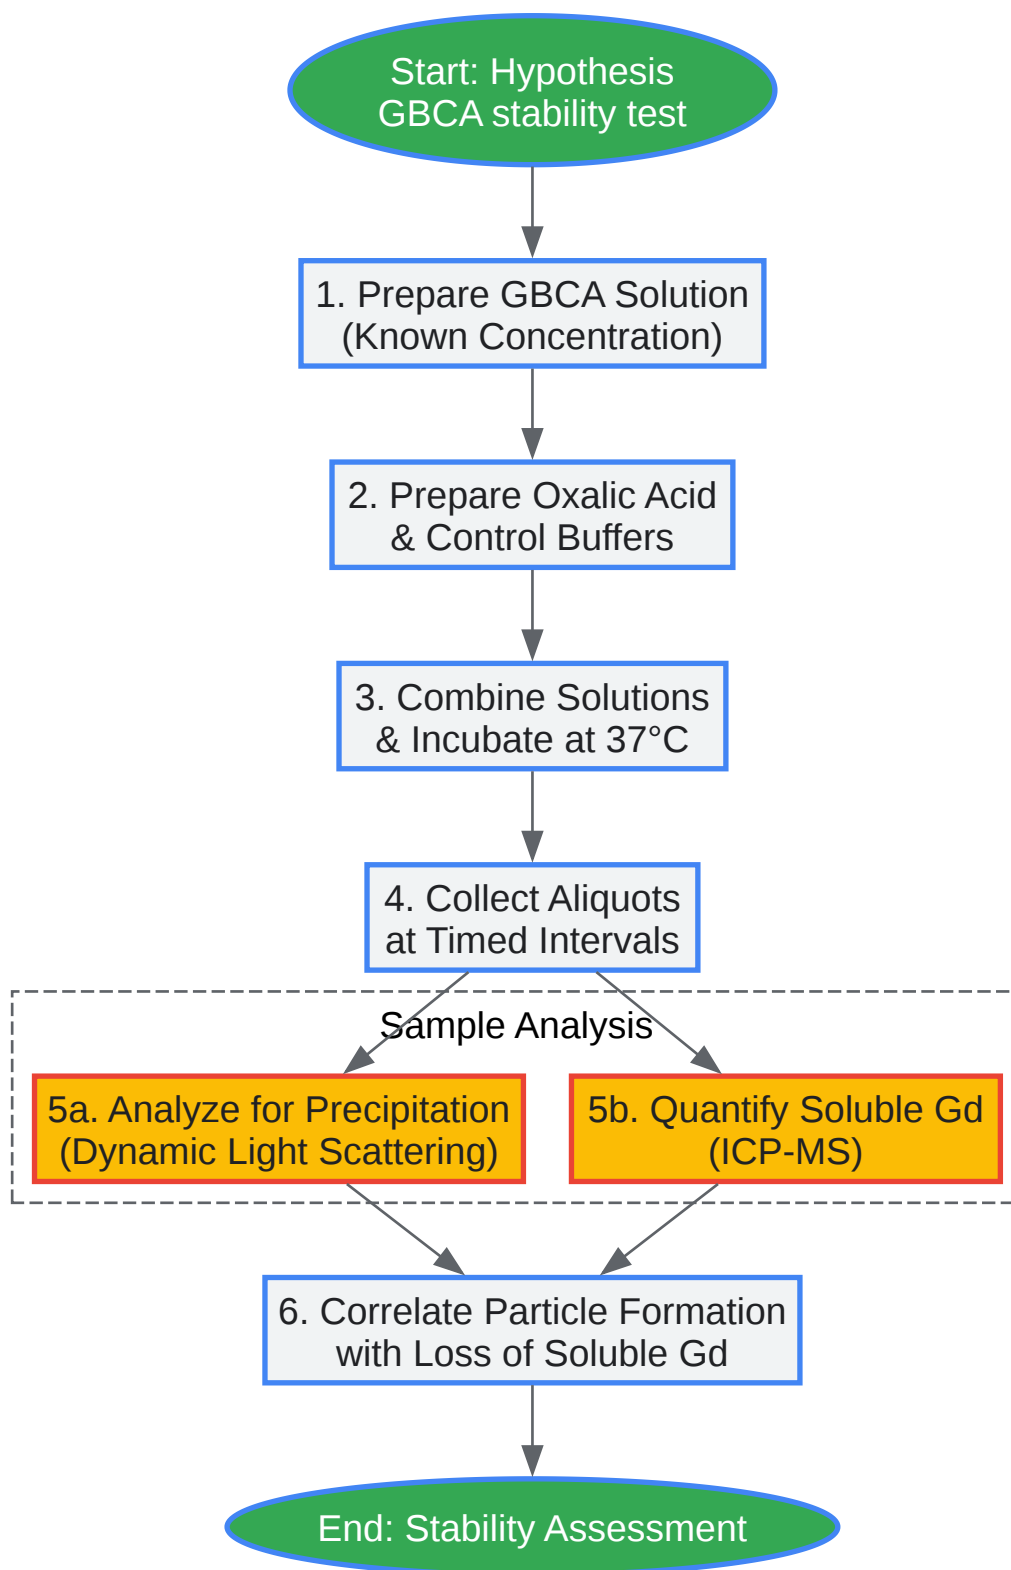 Start: Hypothesis
GBCA stability test
1. Prepare GBCA Solution
(Known Concentration)
2. Prepare Oxalic Acid
& Control Buffers
3. Combine Solutions
& Incubate at 37°C
4. Collect Aliquots
at Timed Intervals
Sample Analysis
5a. Analyze for Precipitation
(Dynamic Light Scattering)
5b. Quantify Soluble Gd
(ICP-MS)
6. Correlate Particle Formation
with Loss of Soluble Gd
End: Stability Assessment